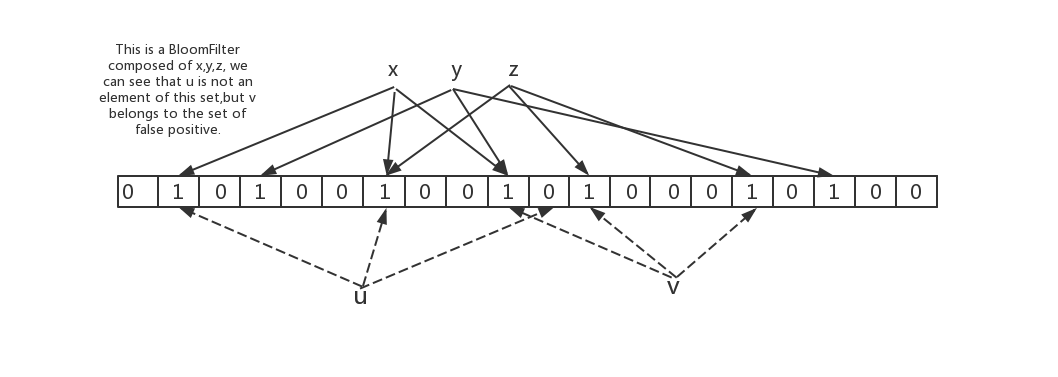 This is a BloomFilter
composed of x,y,z, we
can see that u is not an
element of this set,but v
belongs to the set of
false positive.
x y z
0 1 0 1 0 0 1 0 0 1 0 1 0 0 0 1 0 1 0 0
u v